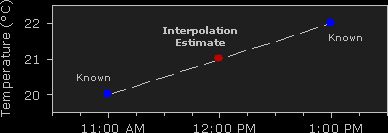 Temperature (°C)
22
21
20
Interpolation
Estimate
Known
Known
11:00 AM
12:00 PM
1:00 PM